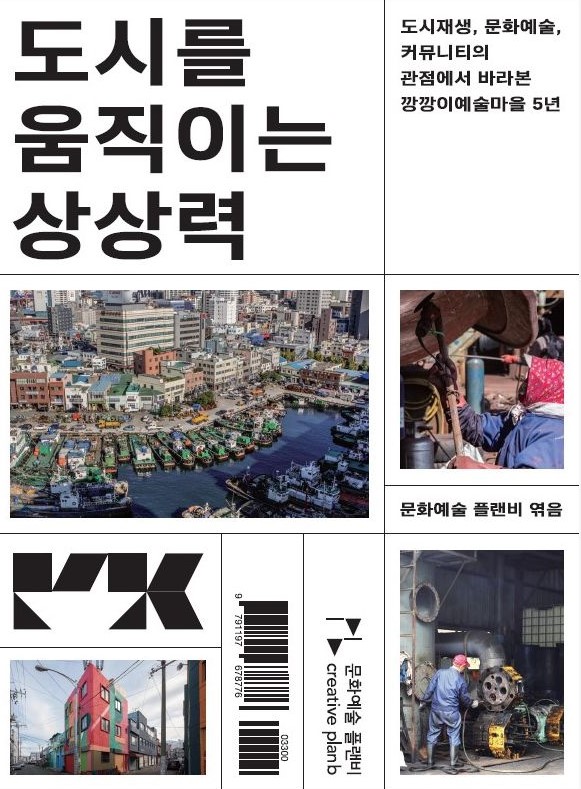 도시를
움직이는
상상력
도시재생, 문화예술,
커뮤니티의
관점에서 바라본
깡깡이예술마을 5년
문화예술 플랜비 엮음
9 791197 678776
03300
문화예술 플랜비
creative planb